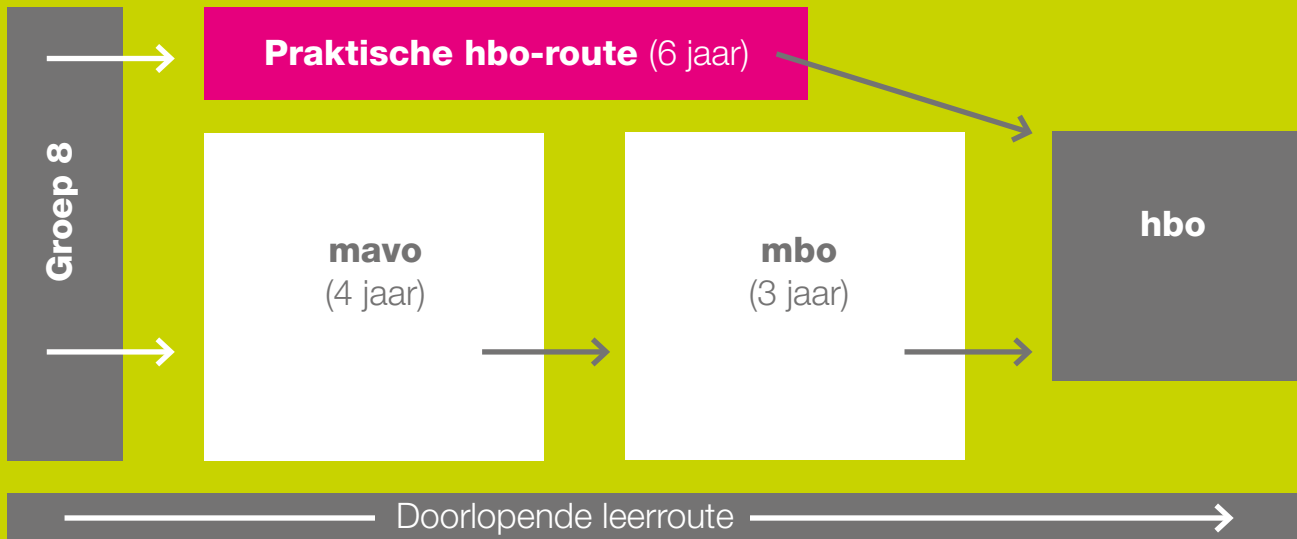 Groep 8
Praktische hbo-route (6 jaar)
mavo
(4 jaar)
mbo
(3 jaar)
hbo
Doorlopende leerroute